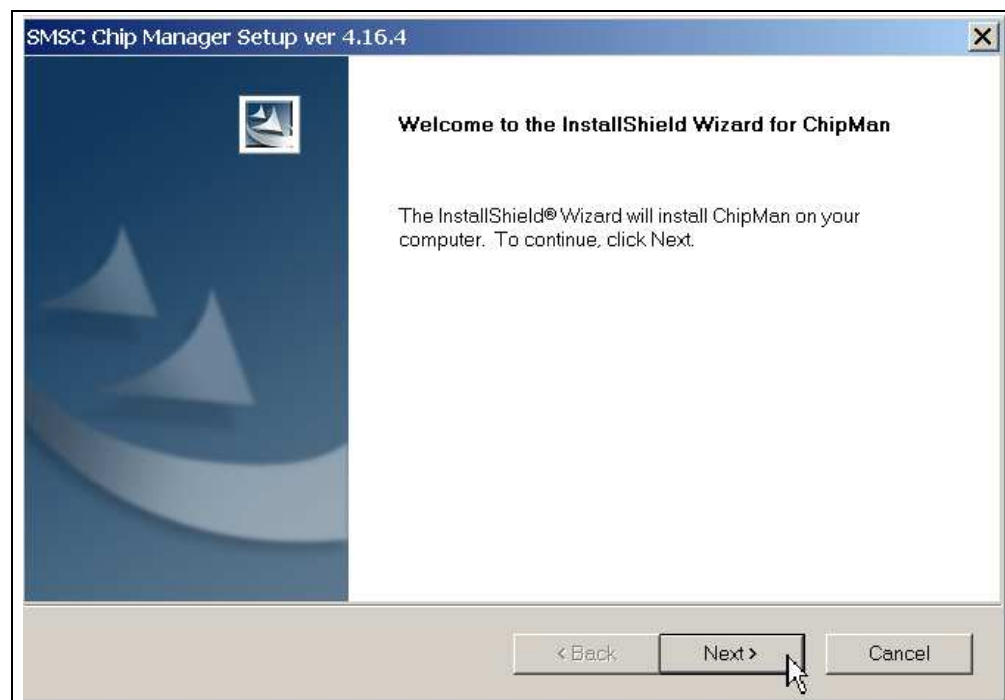 SMSC Chip Manager Setup ver 4.16.4
Welcome to the InstallShield Wizard for ChipMan
The InstallShield® Wizard will install ChipMan on your
computer. To continue, click Next.
< Back
Next >
Cancel